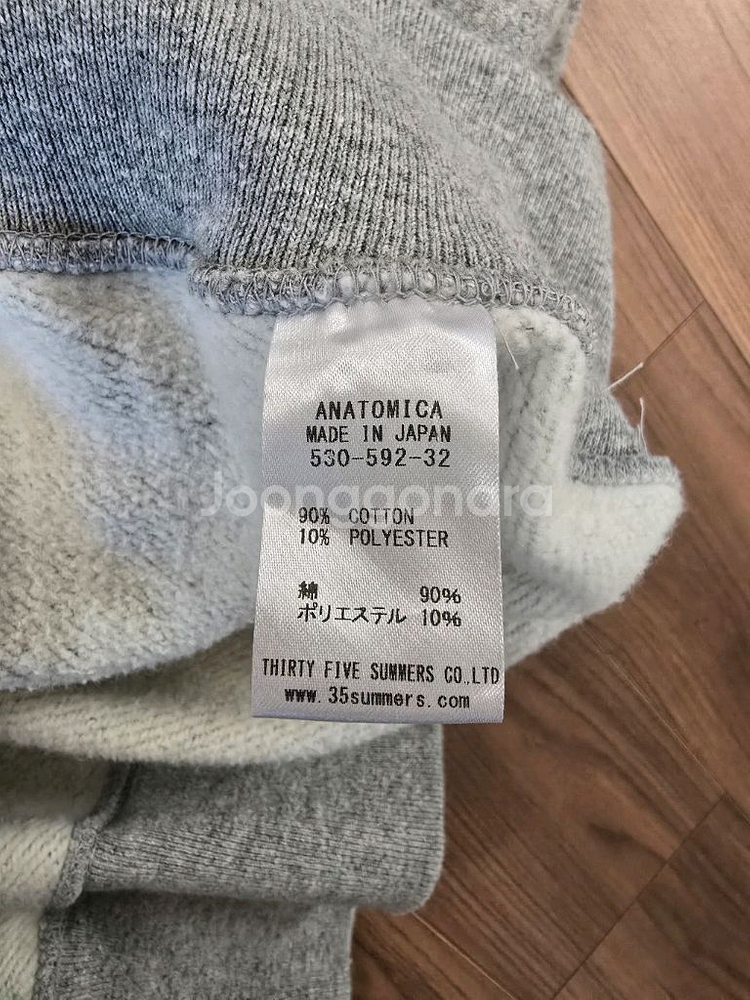 ANATOMICA
MADE IN JAPAN
530-592-32
Joonggonara
90% COTTON
10% POLYESTER
綿 90%
ポリエステル 10%
THIRTY FIVE SUMMERS CO.,LTD
www.35summers.com